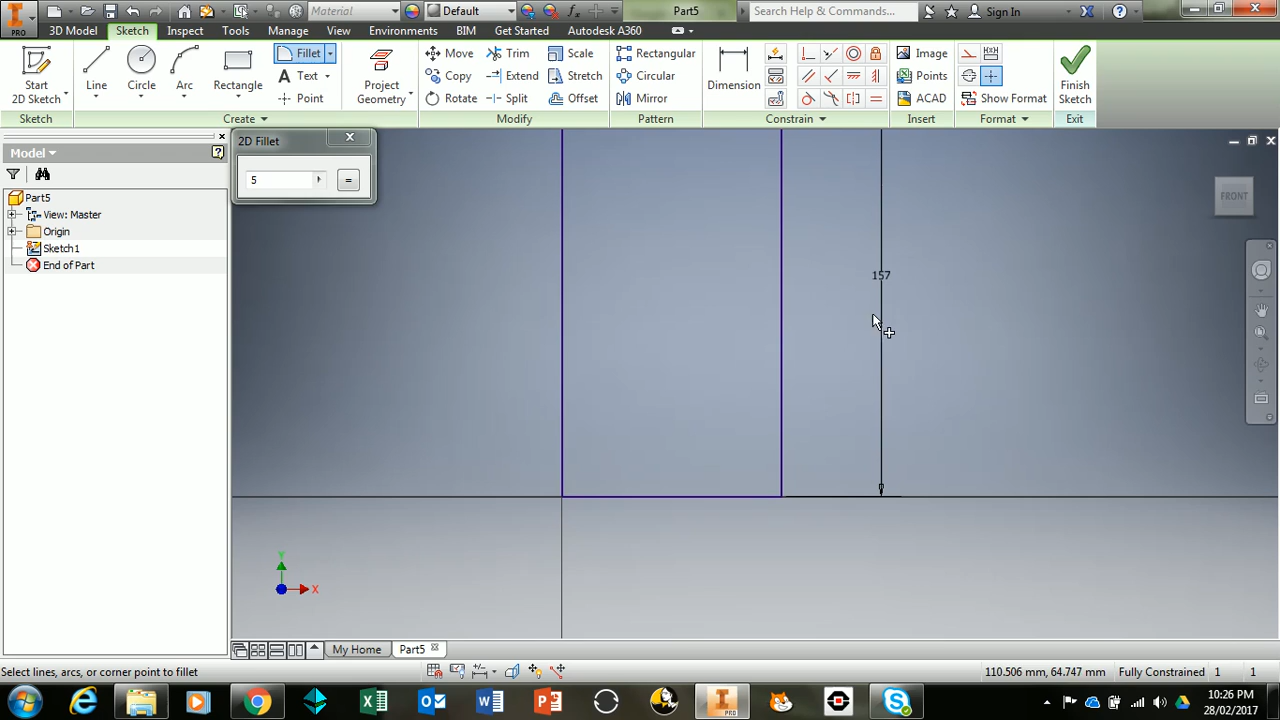 Material
Default
Part5
Search Help & Commands...
Sign In
PRO
3D Model
Sketch
Inspect
Tools
Manage
View
Environments
BIM
Get Started
Autodesk A360
Start
2D Sketch
Line
Circle
Arc
Rectangle
Fillet
Text
Point
Project
Geometry
Move
Trim
Scale
Copy
Extend
Stretch
Rotate
Split
Offset
Rectangular
Circular
Mirror
Dimension
Image
Points
ACAD
Show Format
Finish
Sketch
Sketch
Create
Modify
Pattern
Constrain
Insert
Format
Exit
Model
2D Fillet
5
=
Part5
View: Master
Origin
Sketch1
End of Part
FRONT
157
Y
X
My Home
Part5
Select lines, arcs, or corner point to fillet
110.506 mm, 64.747 mm
Fully Constrained
1
1
PRO
10:26 PM
28/02/2017